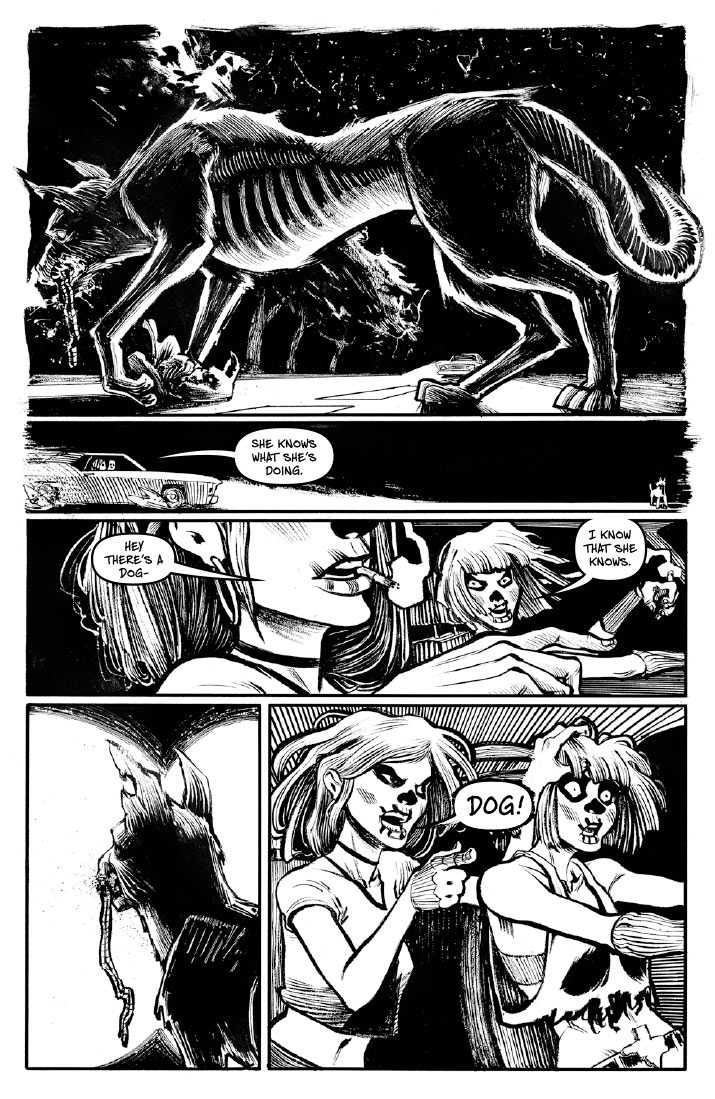 SHE KNOWS
WHAT SHE'S
DOING.
HEY
THERE'S A
DOG-
I KNOW
THAT SHE
KNOWS.
DOG!